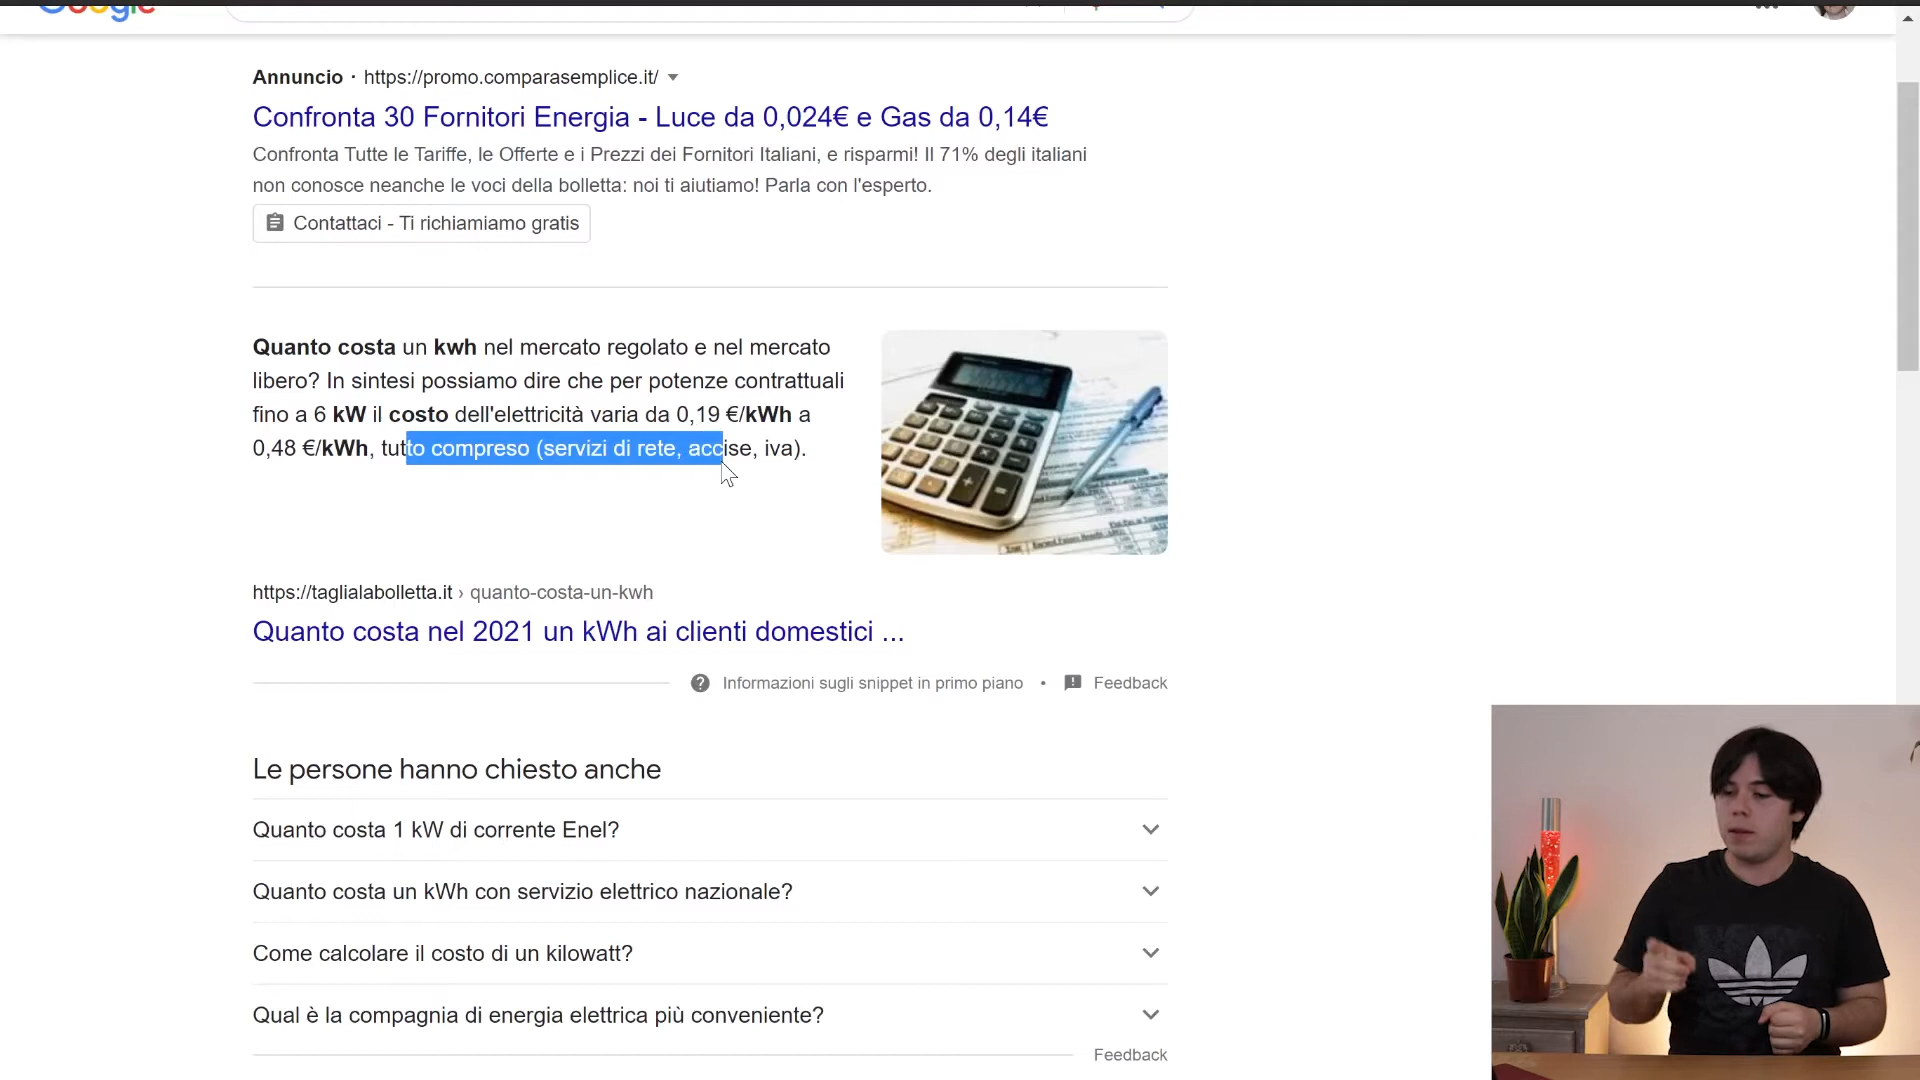 Google
Annuncio · https://promo.comparasemplice.it/
Confronta 30 Fornitori Energia - Luce da 0,024€ e Gas da 0,14€
Confronta Tutte le Tariffe, le Offerte e i Prezzi dei Fornitori Italiani, e risparmi! Il 71% degli italiani
non conosce neanche le voci della bolletta: noi ti aiutiamo! Parla con l'esperto.
Contattaci - Ti richiamiamo gratis
Quanto costa un kwh nel mercato regolato e nel mercato
libero? In sintesi possiamo dire che per potenze contrattuali
fino a 6 kW il costo dell'elettricità varia da 0,19 €/kWh a
0,48 €/kWh, tutto compreso (servizi di rete, accise, iva).
https://taglialabolletta.it › quanto-costa-un-kwh
Quanto costa nel 2021 un kWh ai clienti domestici ...
Informazioni sugli snippet in primo piano • Feedback
Le persone hanno chiesto anche
Quanto costa 1 kW di corrente Enel?
Quanto costa un kWh con servizio elettrico nazionale?
Come calcolare il costo di un kilowatt?
Qual è la compagnia di energia elettrica più conveniente?
Feedback